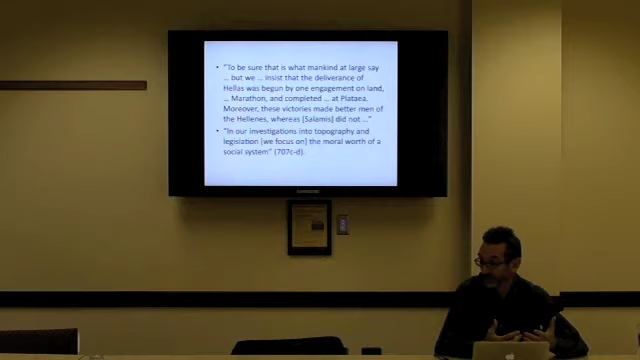 • "To be sure that is what mankind at large say
… but we … insist that the deliverance of
Hellas was begun by one engagement on land,
… Marathon, and completed … at Plataea.
Moreover, these victories made better men of
the Hellenes, whereas [Salamis] did not …"
• "In our investigations into topography and
legislation [we focus on] the moral worth of a
social system" (707c-d).
SAMSUNG